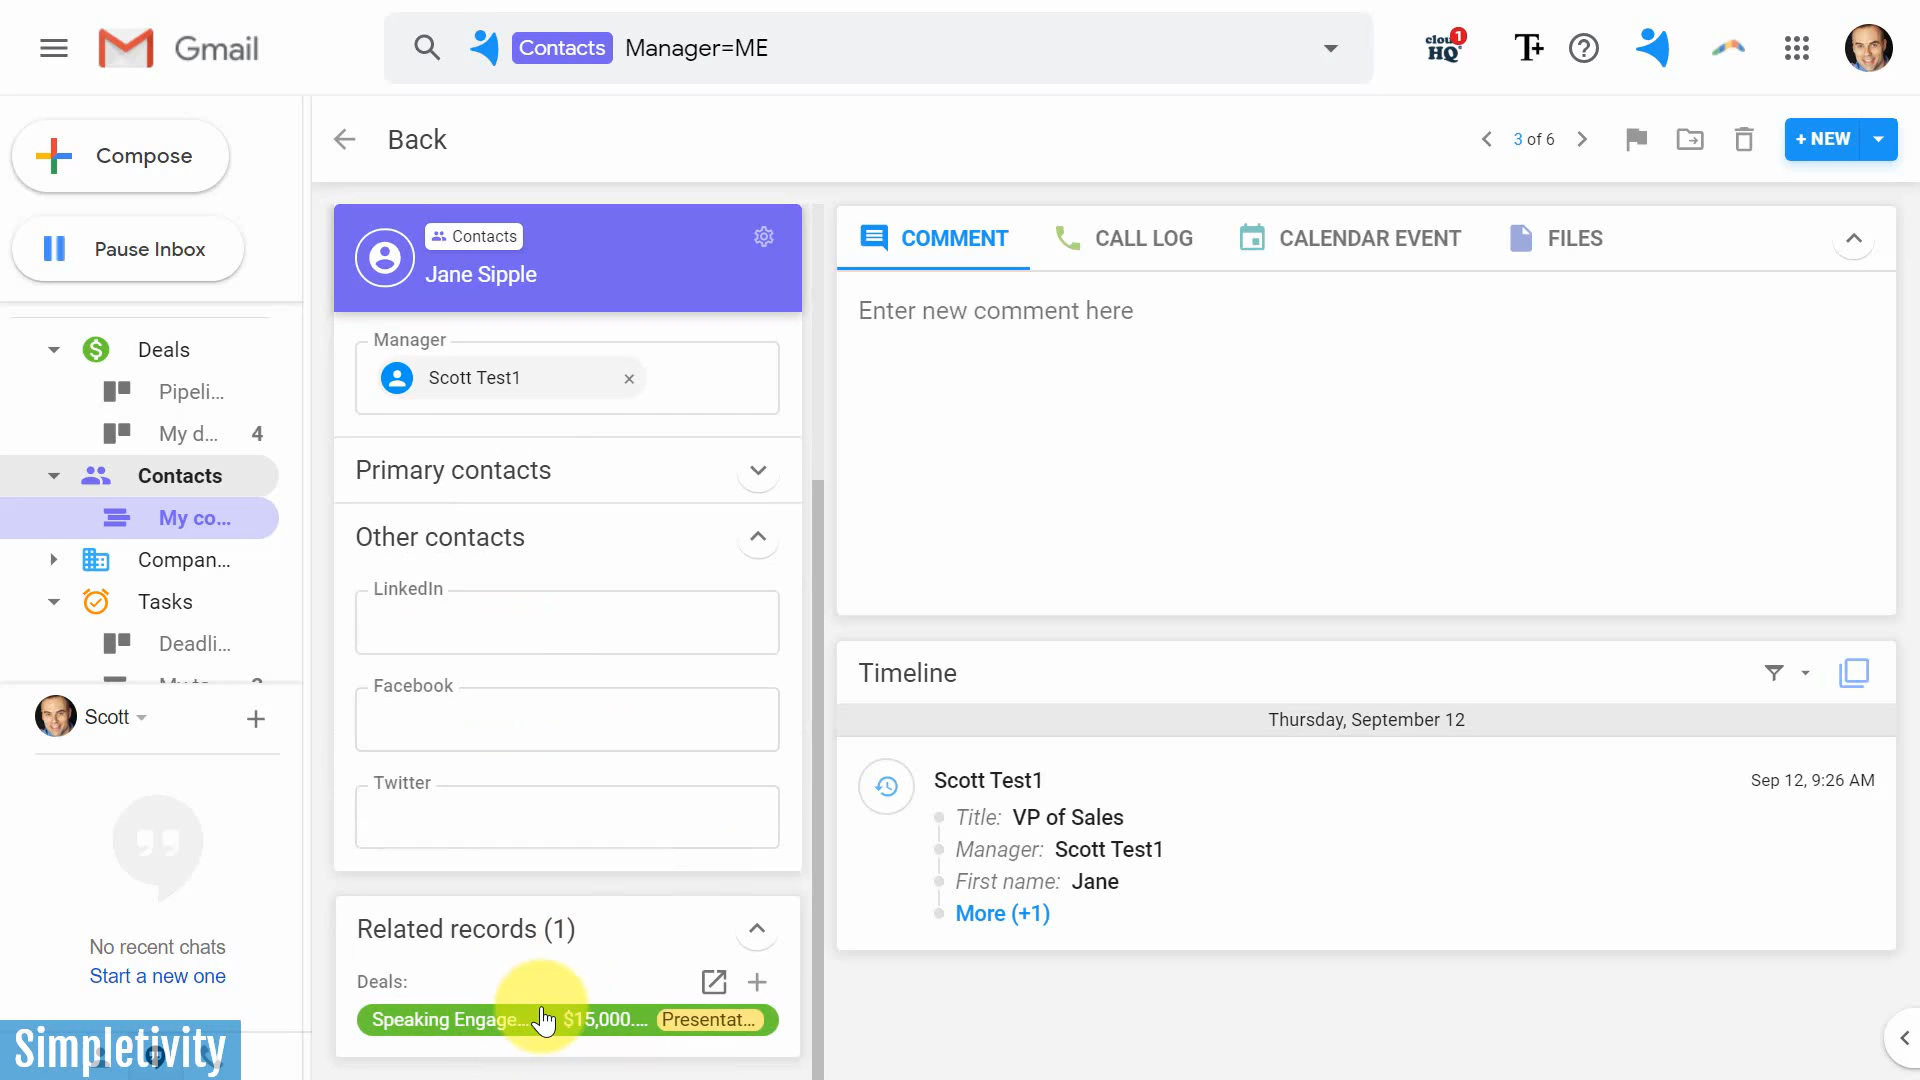 Gmail
Contacts Manager=ME
cloud HQ 1
T+
Compose
Pause Inbox
Deals
Pipeli...
My d... 4
Contacts
My co...
Compan...
Tasks
Deadli...
Scott
No recent chats
Start a new one
Simpletivity
Back
3 of 6
+ NEW
Contacts
Jane Sipple
Manager
Scott Test1
Primary contacts
Other contacts
LinkedIn
Facebook
Twitter
Related records (1)
Deals:
Speaking Engage... $15,000.... Presentat...
COMMENT CALL LOG CALENDAR EVENT FILES
Enter new comment here
Timeline
Thursday, September 12
Scott Test1 Sep 12, 9:26 AM
Title: VP of Sales
Manager: Scott Test1
First name: Jane
More (+1)